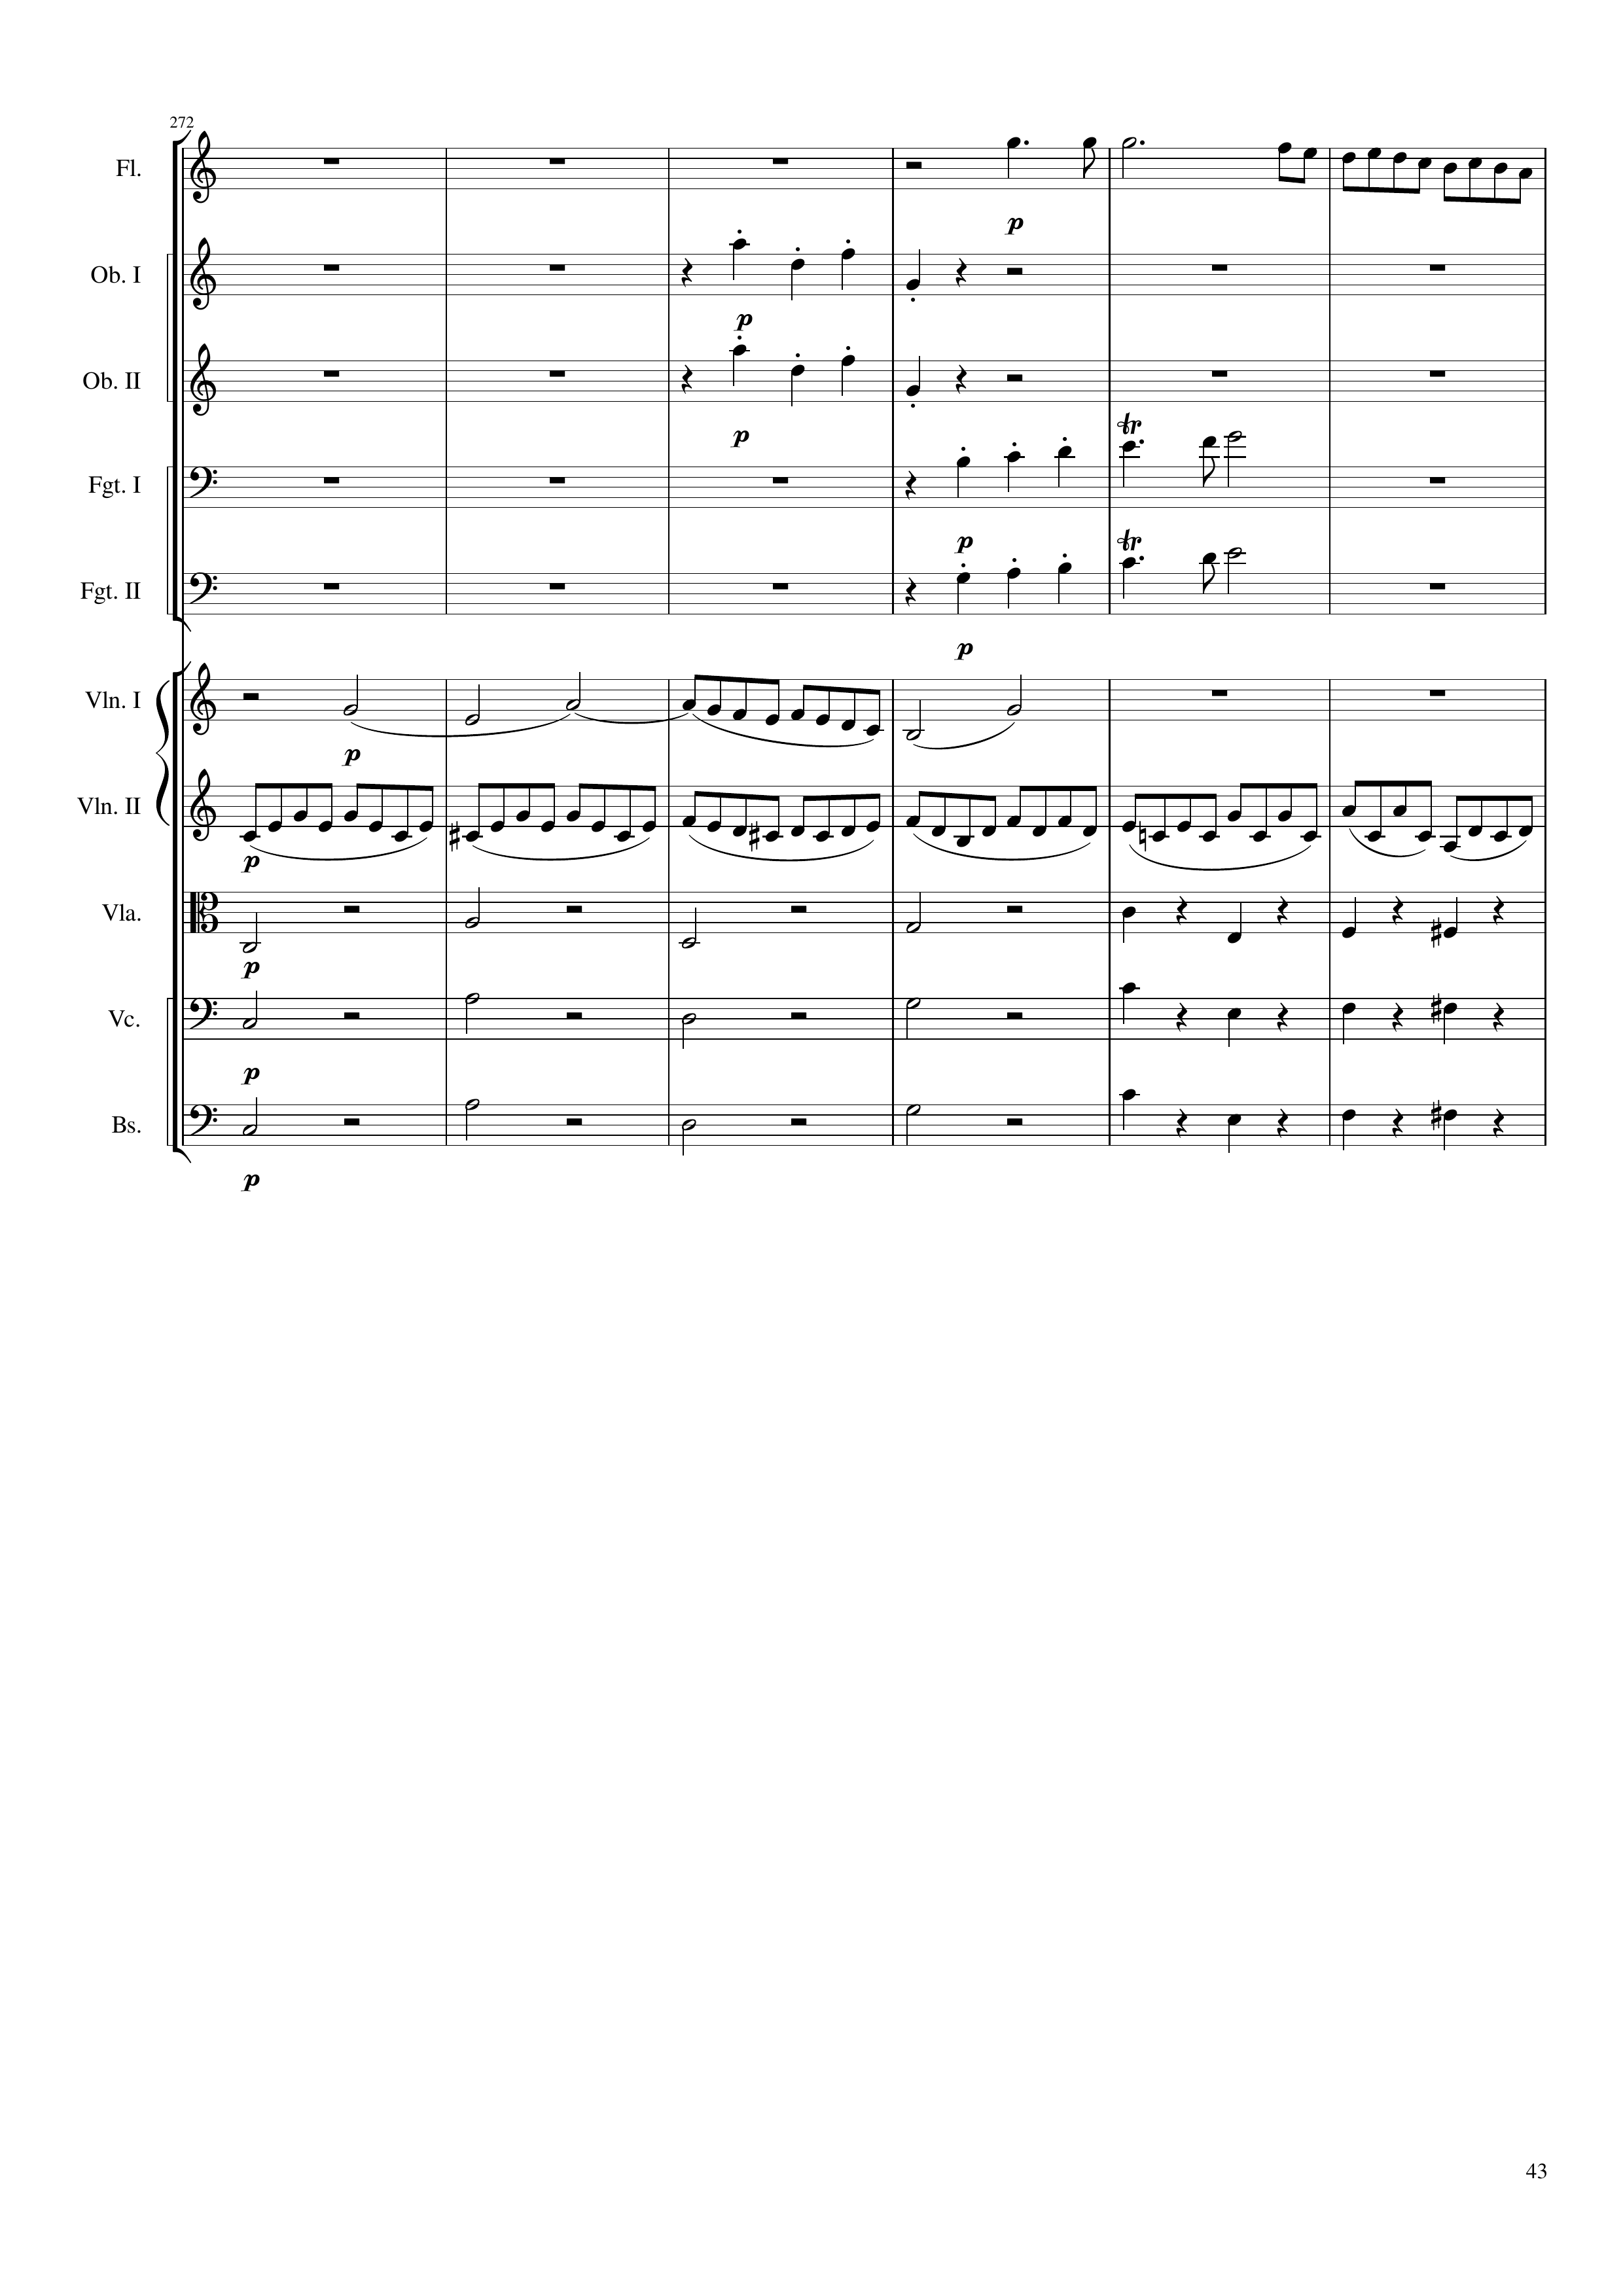 272
Fl.
p
Ob. I
p
Ob. II
p
Fgt. I
tr
p
Fgt. II
tr
p
Vln. I
p
Vln. II
p
Vla.
p
Vc.
p
Bs.
p
43